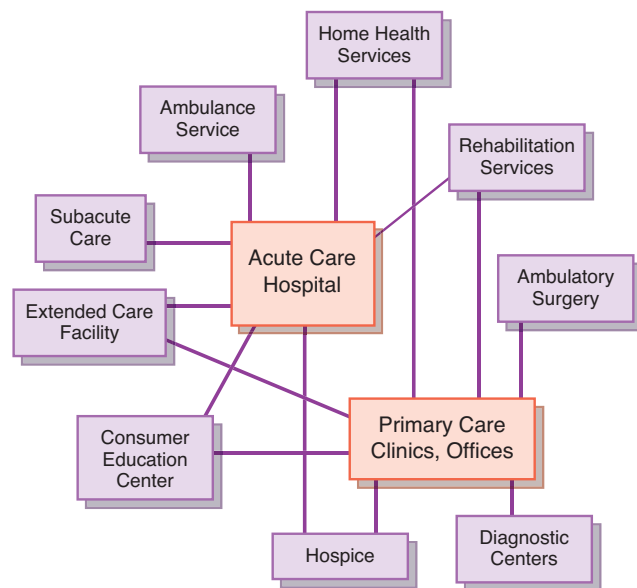 Home Health
Services
Ambulance
Service
Rehabilitation
Services
Subacute
Care
Acute Care
Hospital
Ambulatory
Surgery
Extended Care
Facility
Primary Care
Clinics, Offices
Consumer
Education
Center
Hospice
Diagnostic
Centers